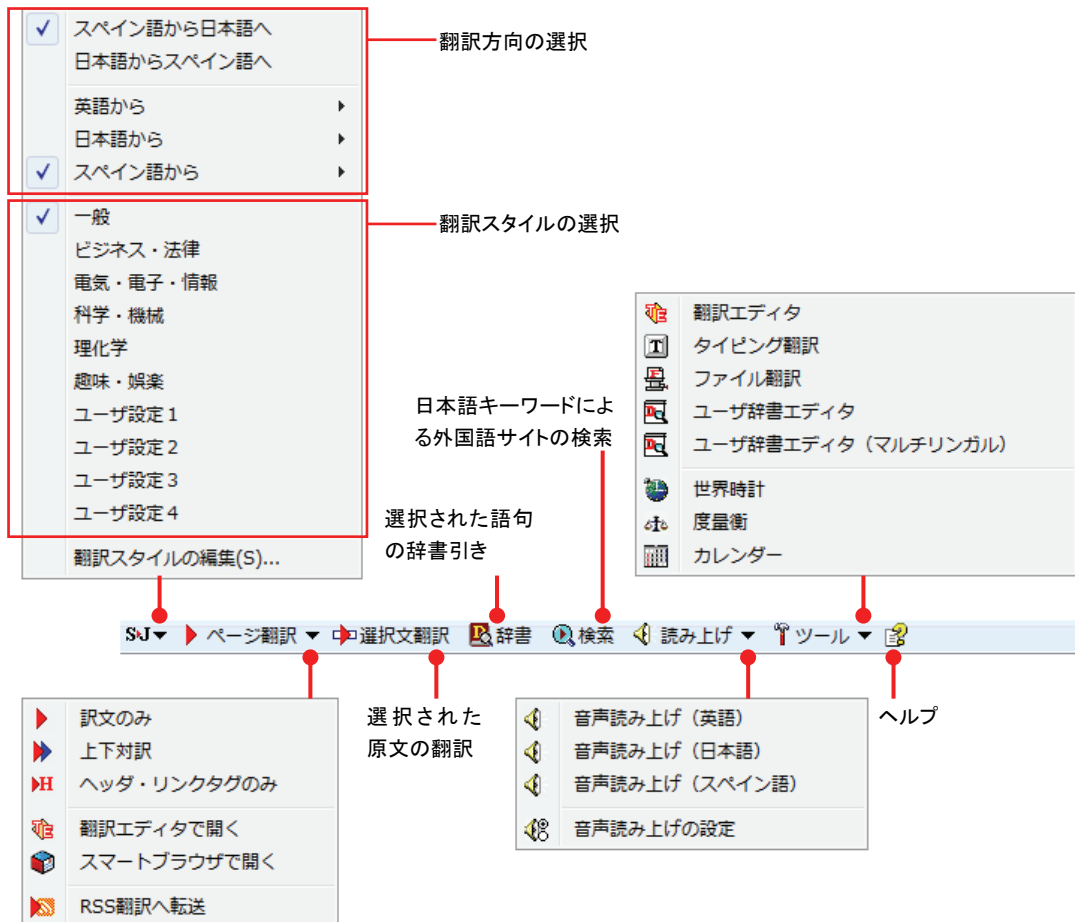 スペイン語から日本語へ
日本語からスペイン語へ
英語から
日本語から
スペイン語から
翻訳方向の選択
一般
ビジネス・法律
電気・電子・情報
科学・機械
理化学
趣味・娯楽
ユーザ設定1
ユーザ設定2
ユーザ設定3
ユーザ設定4
翻訳スタイルの編集(S)...
翻訳スタイルの選択
日本語キーワードによ
る外国語サイトの検索
選択された語句
の辞書引き
翻訳エディタ
タイピング翻訳
ファイル翻訳
ユーザ辞書エディタ
ユーザ辞書エディタ（マルチリンガル）
世界時計
度量衡
カレンダー
S›J▼ ページ翻訳 ▼ 選択文翻訳 辞書 検索 読み上げ ▼ ツール ▼
訳文のみ
上下対訳
ヘッダ・リンクタグのみ
翻訳エディタで開く
スマートブラウザで開く
RSS翻訳へ転送
選択された
原文の翻訳
音声読み上げ（英語）
音声読み上げ（日本語）
音声読み上げ（スペイン語）
音声読み上げの設定
ヘルプ